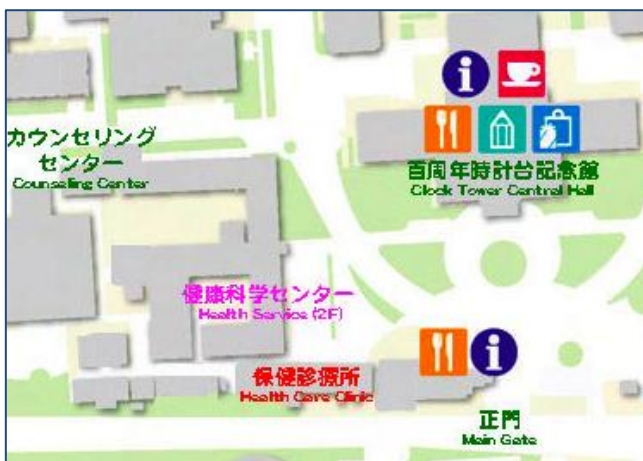 カウンセリング
センター
Counseling Center
百周年時計台記念館
Clock Tower Central Hall
健康科学センター
Health Service (2F)
保健診療所
Health Care Clinic
正門
Main Gate